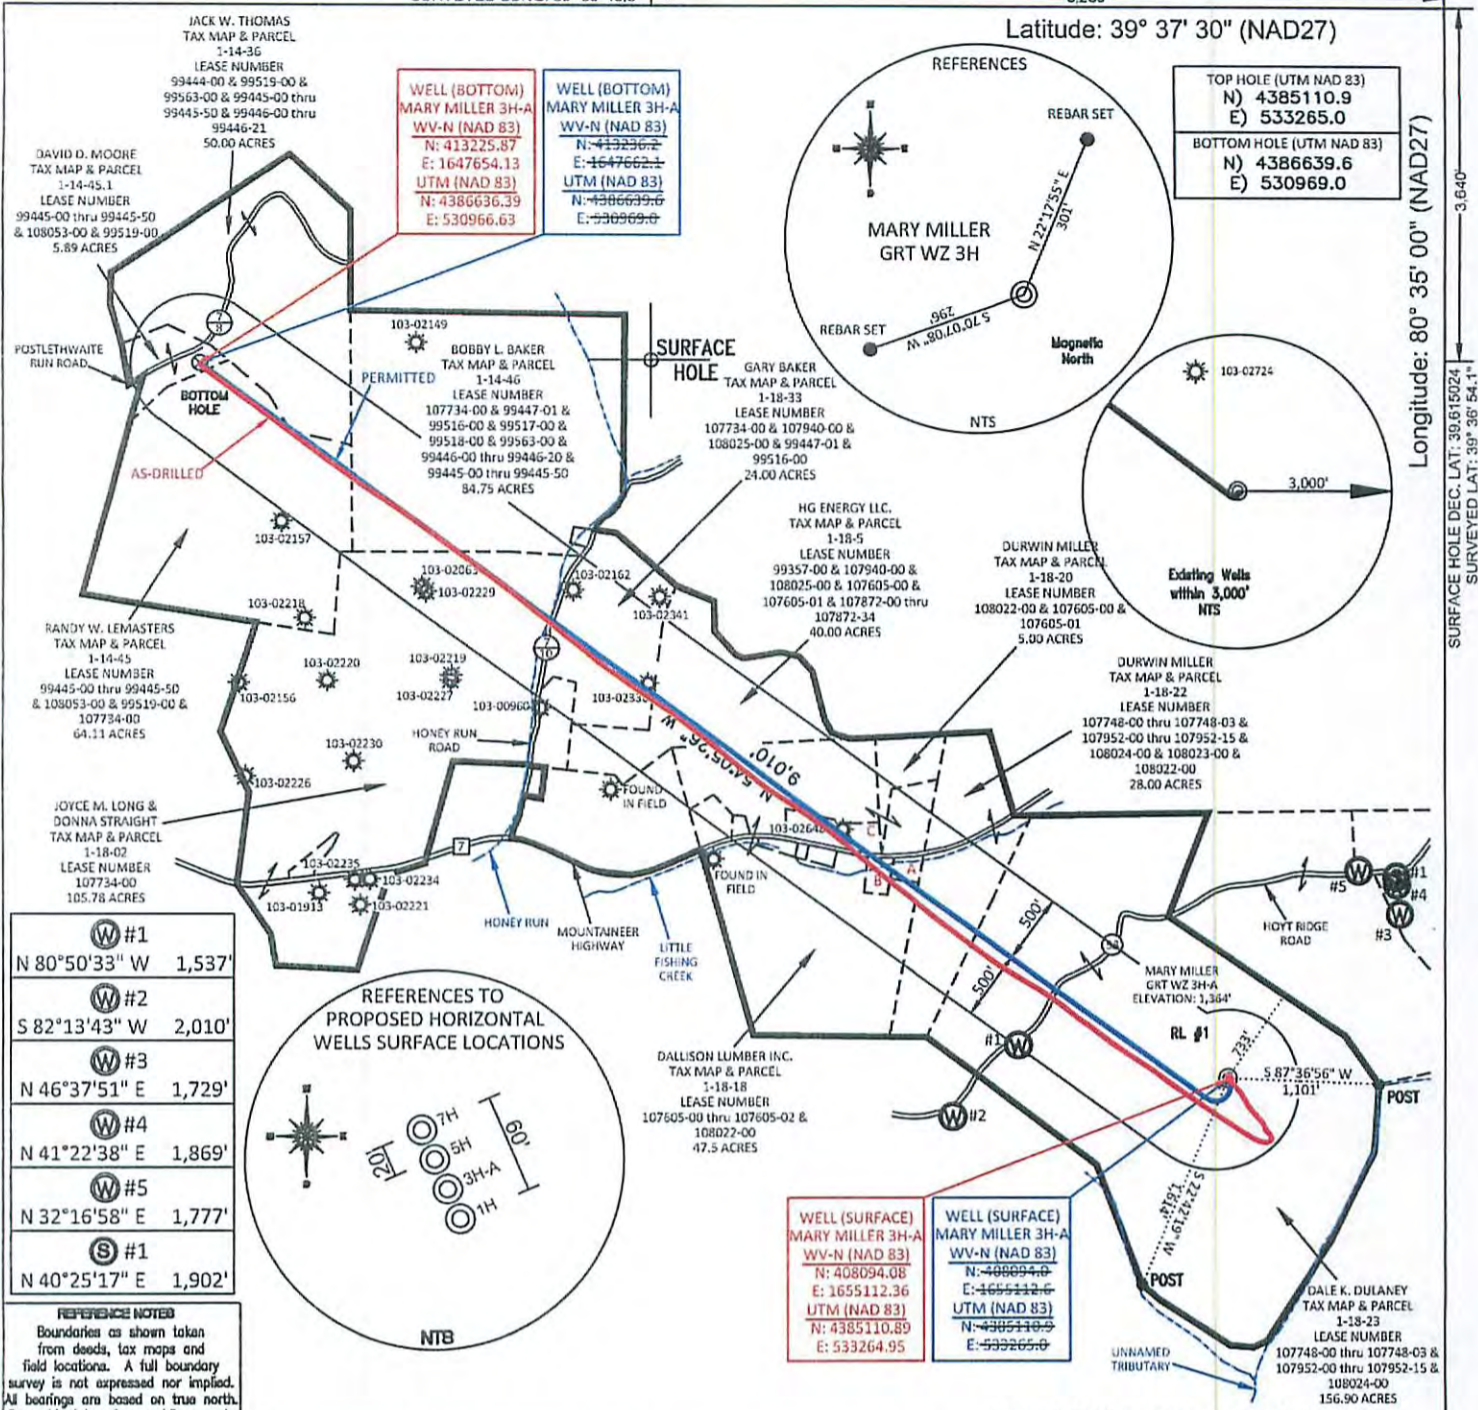 Latitude: 39° 37' 30" (NAD27)
JACK W. THOMAS
TAX MAP & PARCEL
1-14-36
LEASE NUMBER
99444-00 & 99519-00 &
99563-00 & 99445-00 thru
99445-50 & 99446-00 thru
99446-21
50.00 ACRES
DAVID D. MOORE
TAX MAP & PARCEL
1-14-45.1
LEASE NUMBER
99445-00 thru 99445-50
& 108053-00 & 99519-00
5.89 ACRES
WELL (BOTTOM)
MARY MILLER 3H-A
WV-N (NAD 83)
N: 413225.87
E: 1647654.13
UTM (NAD 83)
N: 4386636.39
E: 530966.63
WELL (BOTTOM)
MARY MILLER 3H-A
WV-N (NAD 83)
N: 413236.2
E: 1647662.1
UTM (NAD 83)
N: 4386639.6
E: 530969.0
REFERENCES
REBAR SET
N 22°17'55" E
301'
MARY MILLER
GRT WZ 3H
S 70°07'08" W
296'
REBAR SET
Magnetic
North
NTS
TOP HOLE (UTM NAD 83)
N) 4385110.9
E) 533265.0
BOTTOM HOLE (UTM NAD 83)
N) 4386639.6
E) 530969.0
Longitude: 80° 35' 00" (NAD27)
3,640'
SURFACE HOLE DEC. LAT: 39.615024
SURVEYED LAT: 39° 36' 54.1"
POSTLETHWAITE
RUN ROAD
7
8
BOTTOM
HOLE
PERMITTED
AS-DRILLED
103-02149
BOBBY L. BAKER
TAX MAP & PARCEL
1-14-46
LEASE NUMBER
107734-00 & 99447-01 &
99516-00 & 99517-00 &
99518-00 & 99563-00 &
99446-00 thru 99446-20 &
99445-00 thru 99445-50
84.75 ACRES
SURFACE
HOLE
GARY BAKER
TAX MAP & PARCEL
1-18-33
LEASE NUMBER
107734-00 & 107940-00 &
108025-00 & 99447-01 &
99516-00
24.00 ACRES
103-02724
3,000'
Existing Wells
within 3,000'
NTS
HG ENERGY LLC.
TAX MAP & PARCEL
1-18-5
LEASE NUMBER
99357-00 & 107940-00 &
108025-00 & 107605-00 &
107605-01 & 107872-00 thru
107872-34
40.00 ACRES
DURWIN MILLER
TAX MAP & PARCEL
1-18-20
LEASE NUMBER
108022-00 & 107605-00 &
107605-01
5.00 ACRES
DURWIN MILLER
TAX MAP & PARCEL
1-18-22
LEASE NUMBER
107748-00 thru 107748-03 &
107952-00 thru 107952-15 &
108024-00 & 108023-00 &
108022-00
28.00 ACRES
103-02157
103-02229
103-02162
103-02341
103-02218
RANDY W. LEMASTERS
TAX MAP & PARCEL
1-14-45
LEASE NUMBER
99445-00 thru 99445-50
& 108053-00 & 99519-00 &
107734-00
64.11 ACRES
103-02156
103-02220
103-02219
103-02227
7
10
103-00960
HONEY RUN
ROAD
103-02230
103-02226
FOUND
IN FIELD
N 54°05'26" W
9,010'
JOYCE M. LONG &
DONNA STRAIGHT
TAX MAP & PARCEL
1-18-02
LEASE NUMBER
107734-00
105.78 ACRES
103-02235
103-02234
103-01913
103-02221
7
103-02648
C
B
A
FOUND IN
FIELD
HONEY RUN
MOUNTAINEER
HIGHWAY
LITTLE
FISHING
CREEK
500'
500'
W #5
S #1
W #4
W #3
HOYT RIDGE
ROAD
W #1
N 80°50'33" W 1,537'
W #2
S 82°13'43" W 2,010'
W #3
N 46°37'51" E 1,729'
W #4
N 41°22'38" E 1,869'
W #5
N 32°16'58" E 1,777'
S #1
N 40°25'17" E 1,902'
REFERENCES TO
PROPOSED HORIZONTAL
WELLS SURFACE LOCATIONS
7H
5H
3H-A
1H
20'
60'
NTS
MARY MILLER
GRT WZ 3H-A
ELEVATION: 1,364'
RL #1
733'
S 87°36'56" W
1,101'
POST
#1 W
W #2
DALLISON LUMBER INC.
TAX MAP & PARCEL
1-18-18
LEASE NUMBER
107605-00 thru 107605-02 &
108022-00
47.5 ACRES
S 22°42'19" W
1,614'
POST
WELL (SURFACE)
MARY MILLER 3H-A
WV-N (NAD 83)
N: 408094.08
E: 1655112.36
UTM (NAD 83)
N: 4385110.89
E: 533264.95
WELL (SURFACE)
MARY MILLER 3H-A
WV-N (NAD 83)
N: 408094.0
E: 1655112.6
UTM (NAD 83)
N: 4385110.9
E: 533265.0
UNNAMED
TRIBUTARY
DALE K. DULANEY
TAX MAP & PARCEL
1-18-23
LEASE NUMBER
107748-00 thru 107748-03 &
107952-00 thru 107952-15 &
108024-00
156.90 ACRES
REFERENCE NOTES
Boundaries as shown taken
from deeds, tax maps and
field locations. A full boundary
survey is not expressed nor implied.
All bearings are based on true north.